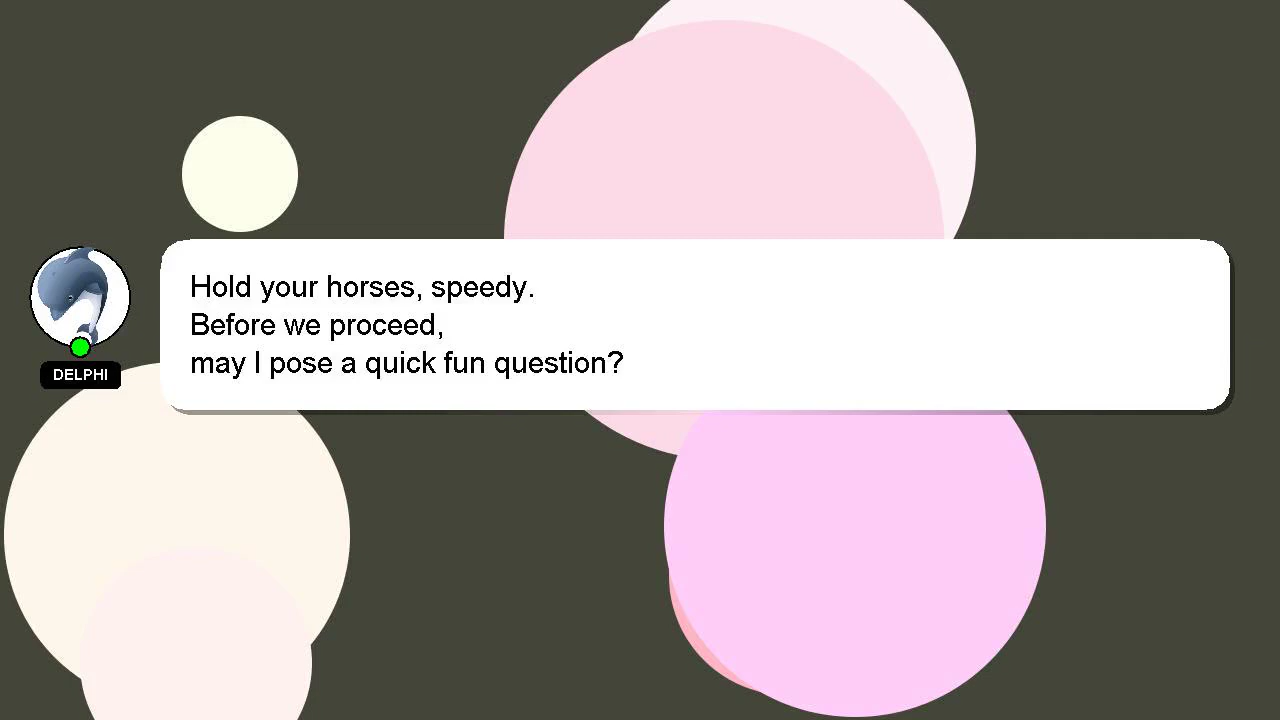 Hold your horses, speedy.
Before we proceed,
may I pose a quick fun question?
DELPHI